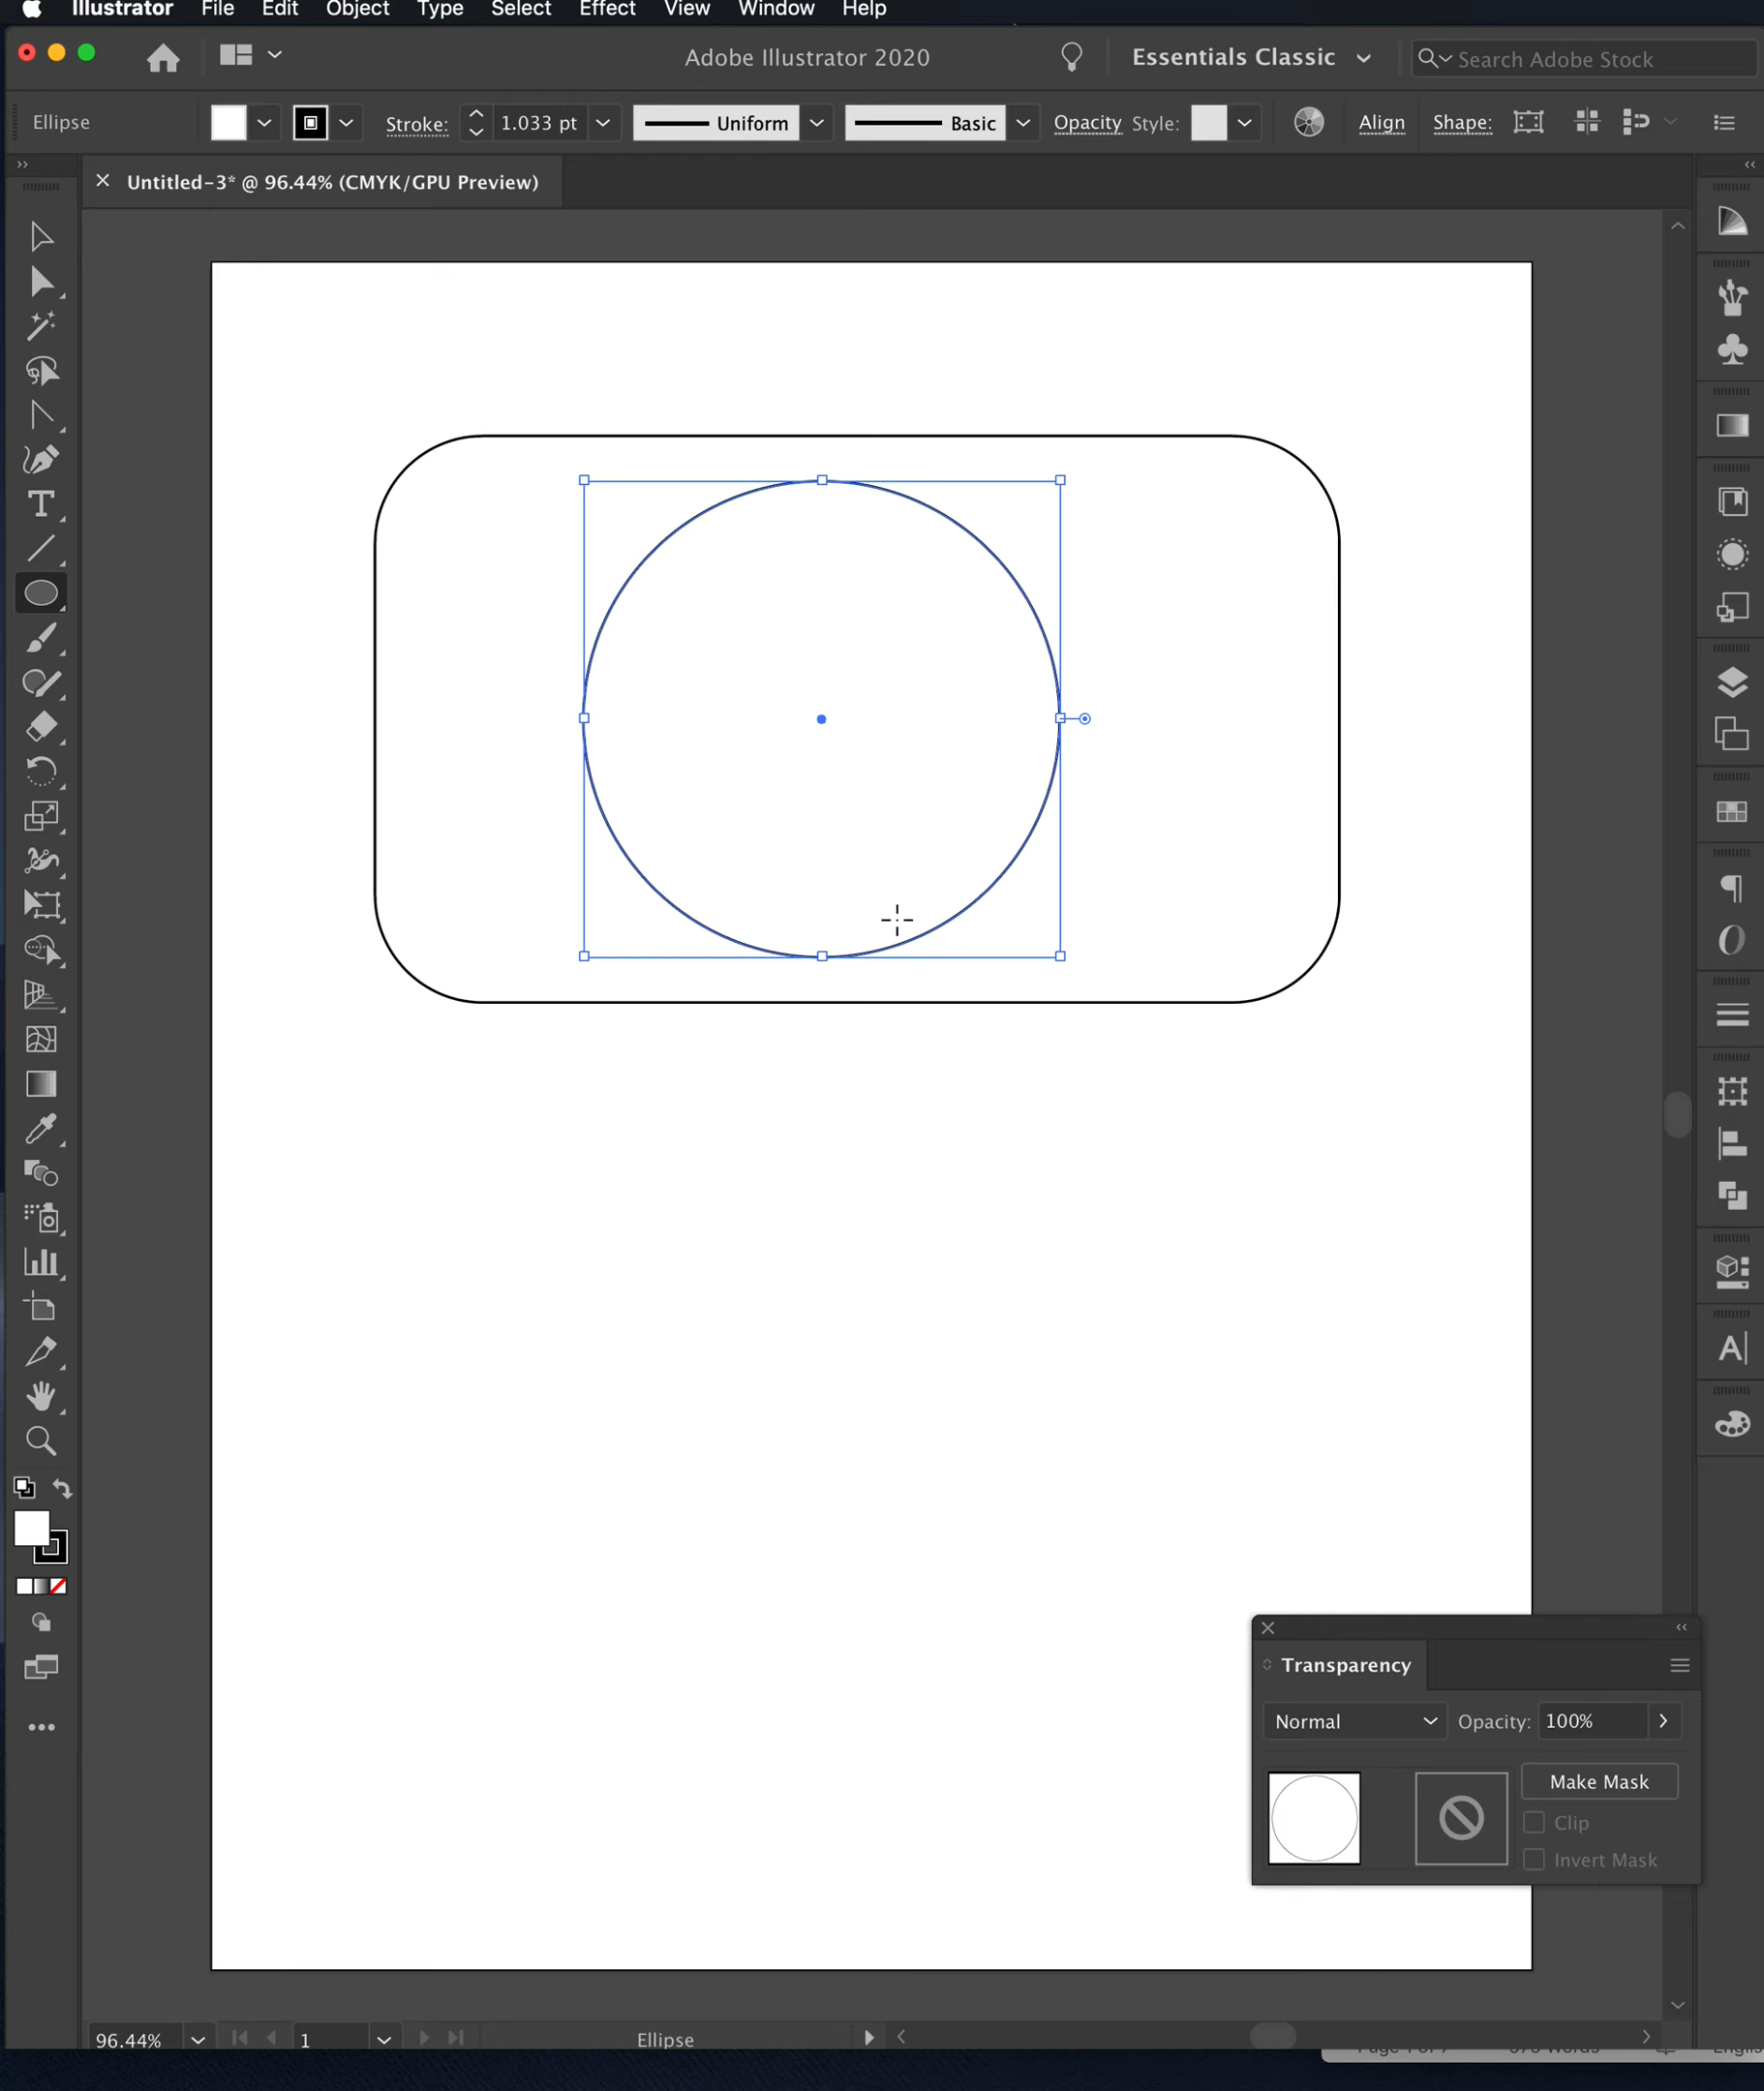 Illustrator File Edit Object Type Select Effect View Window Help
Adobe Illustrator 2020 Essentials Classic Search Adobe Stock
Ellipse Stroke: 1.033 pt Uniform Basic Opacity Style: Align Shape:
Untitled-3* @ 96.44% (CMYK/GPU Preview)
Transparency
Normal Opacity: 100%
Make Mask
Clip
Invert Mask
96.44% 1 Ellipse